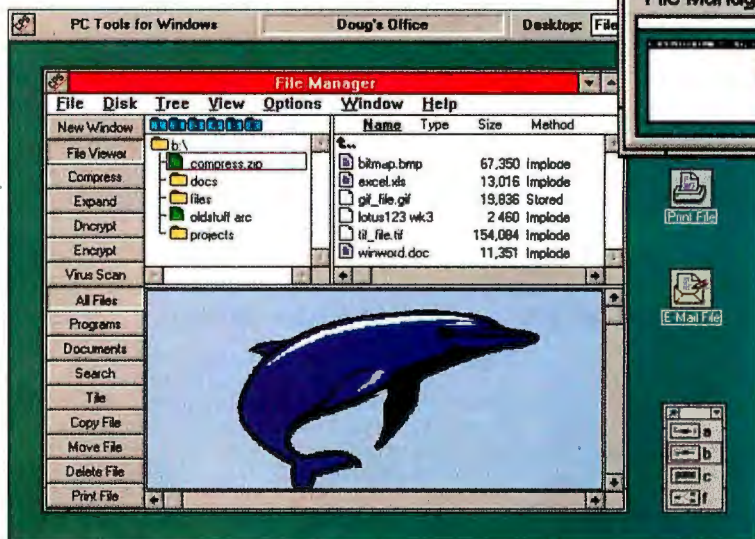 PC Tools for Windows
Doug's Office
Desktop: File
File Manager
File Disk Tree View Options Window Help
New Window
File Viewer
Compress
Expand
Dncrypt
Encrypt
Virus Scan
All Files
Programs
Documents
Search
Tile
Copy File
Move File
Delete File
Print File
b:\
compress.zip
docs
files
oldstuff arc
projects
Name Type Size Method
t..
bitmap.bmp 67,350 Implode
excel.xls 13,016 Implode
gif_file.gif 19,836 Stored
lotus123 wk3 2 460 Implode
tif_file.tif 154,084 Implode
winword.doc 11,351 Implode
Print File
E-Mail File
a
b
c
f